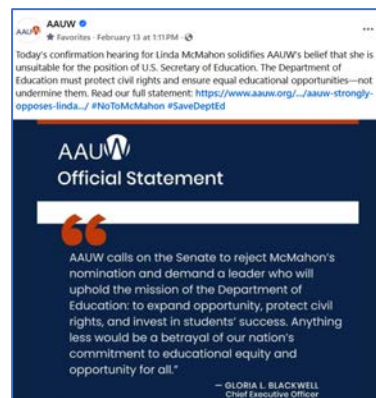 AAUW
AAUW
Favorites · February 13 at 1:11 PM ·
Today's confirmation hearing for Linda McMahon solidifies AAUW's belief that she is
unsuitable for the position of U.S. Secretary of Education. The Department of
Education must protect civil rights and ensure equal educational opportunities—not
undermine them. Read our full statement: https://www.aauw.org/.../aauw-strongly-
opposes-linda.../ #NoToMcMahon #SaveDeptEd
AAUW
Official Statement
“
AAUW calls on the Senate to reject McMahon's
nomination and demand a leader who will
uphold the mission of the Department of
Education: to expand opportunity, protect civil
rights, and invest in students' success. Anything
less would be a betrayal of our nation's
commitment to educational equity and
opportunity for all.”
— GLORIA L. BLACKWELL
Chief Executive Officer